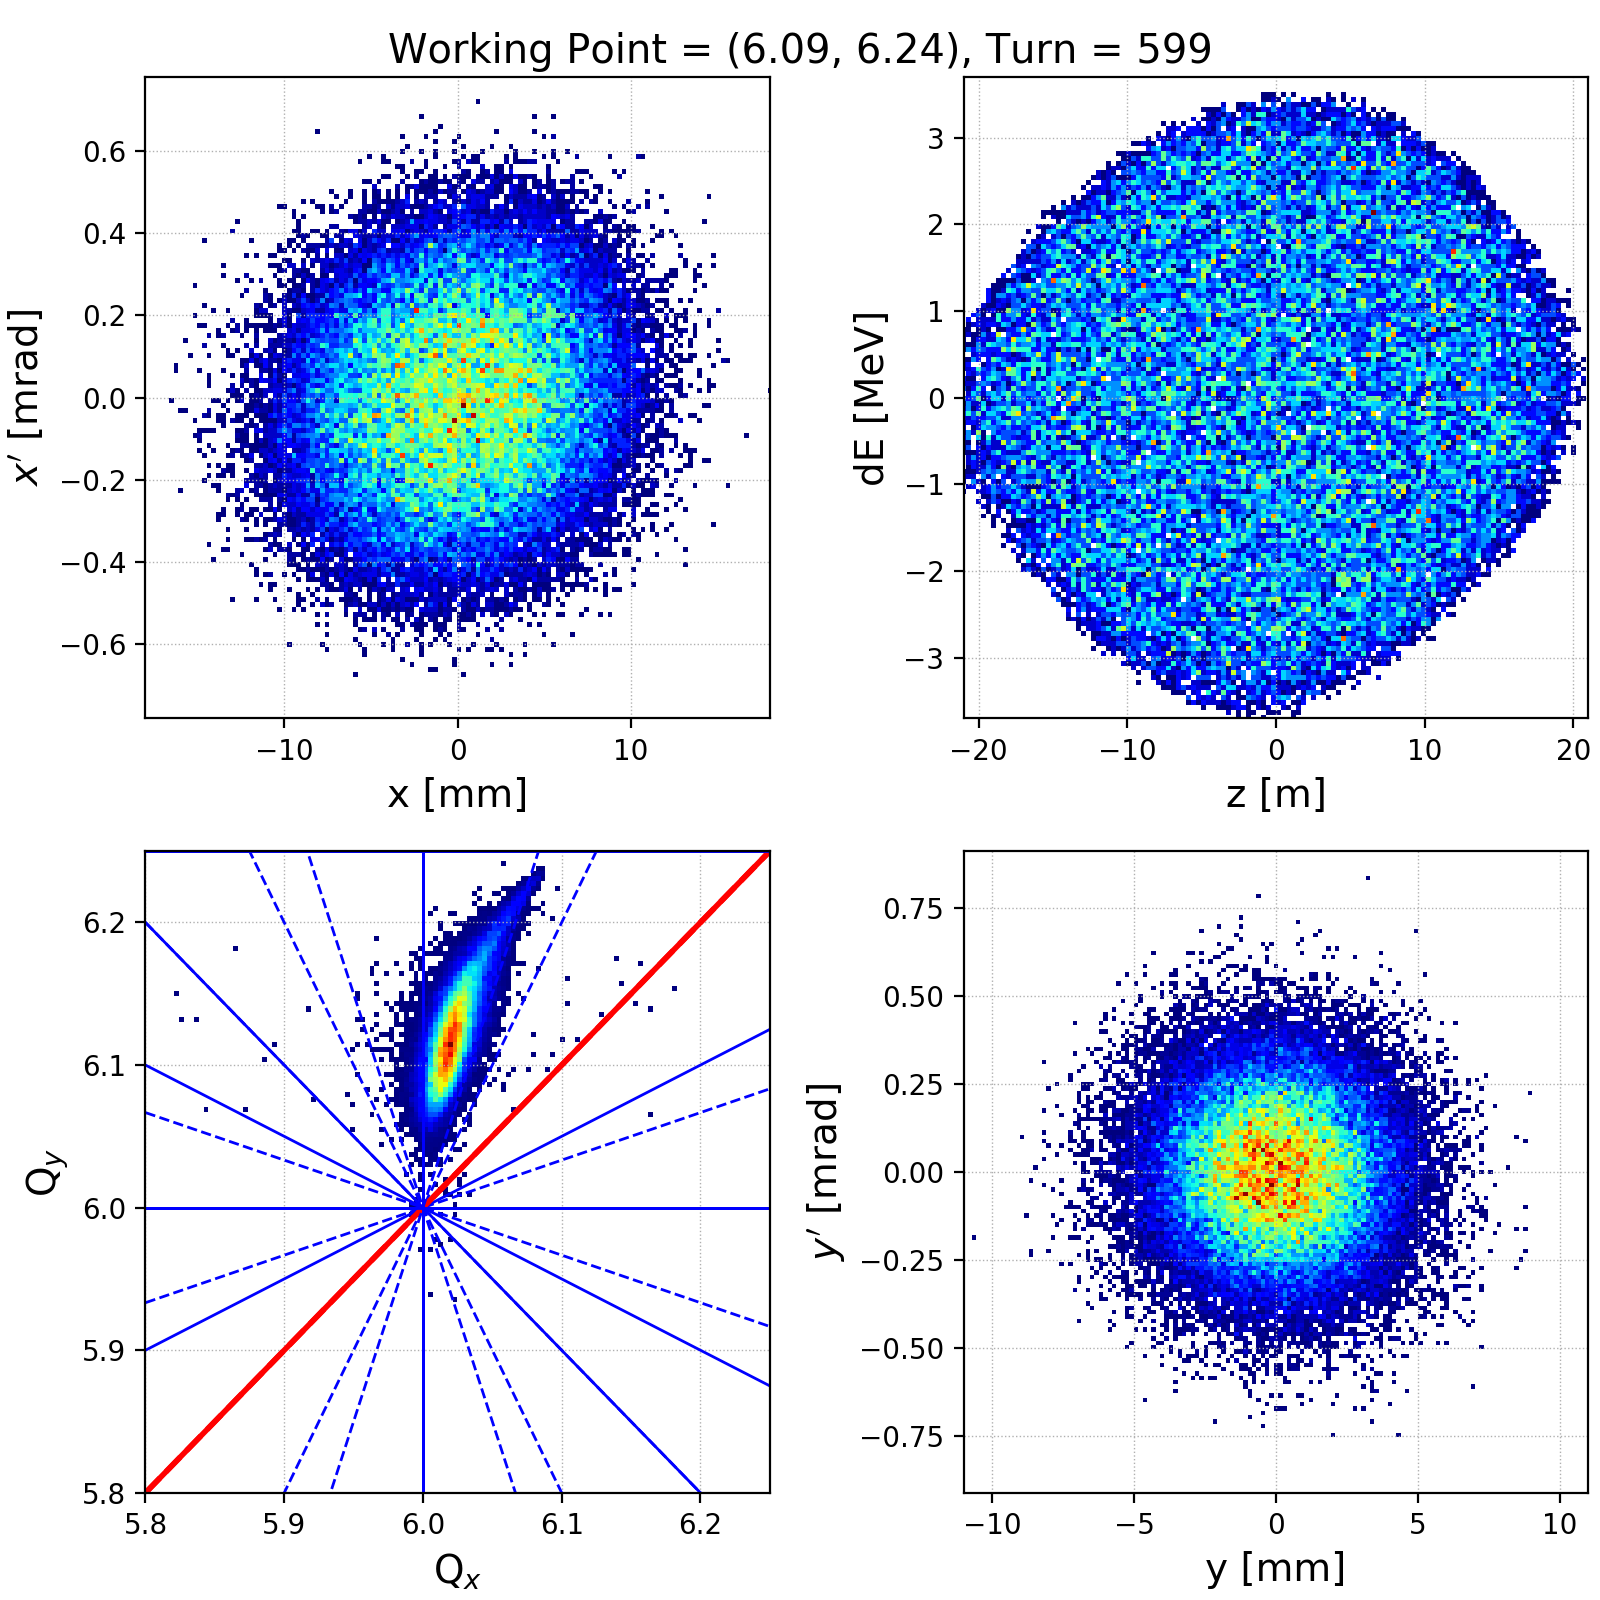 Working Point = (6.09, 6.24), Turn = 599
0.6
0.4
0.2
0.0
−0.2
−0.4
−0.6
x′ [mrad]
−10 0 10
x [mm]
3
2
1
0
−1
−2
−3
dE [MeV]
−20 −10 0 10 20
z [m]
6.2
6.1
6.0
5.9
5.8
Qy
5.8 5.9 6.0 6.1 6.2
Qx
0.75
0.50
0.25
0.00
−0.25
−0.50
−0.75
y′ [mrad]
−10 −5 0 5 10
y [mm]